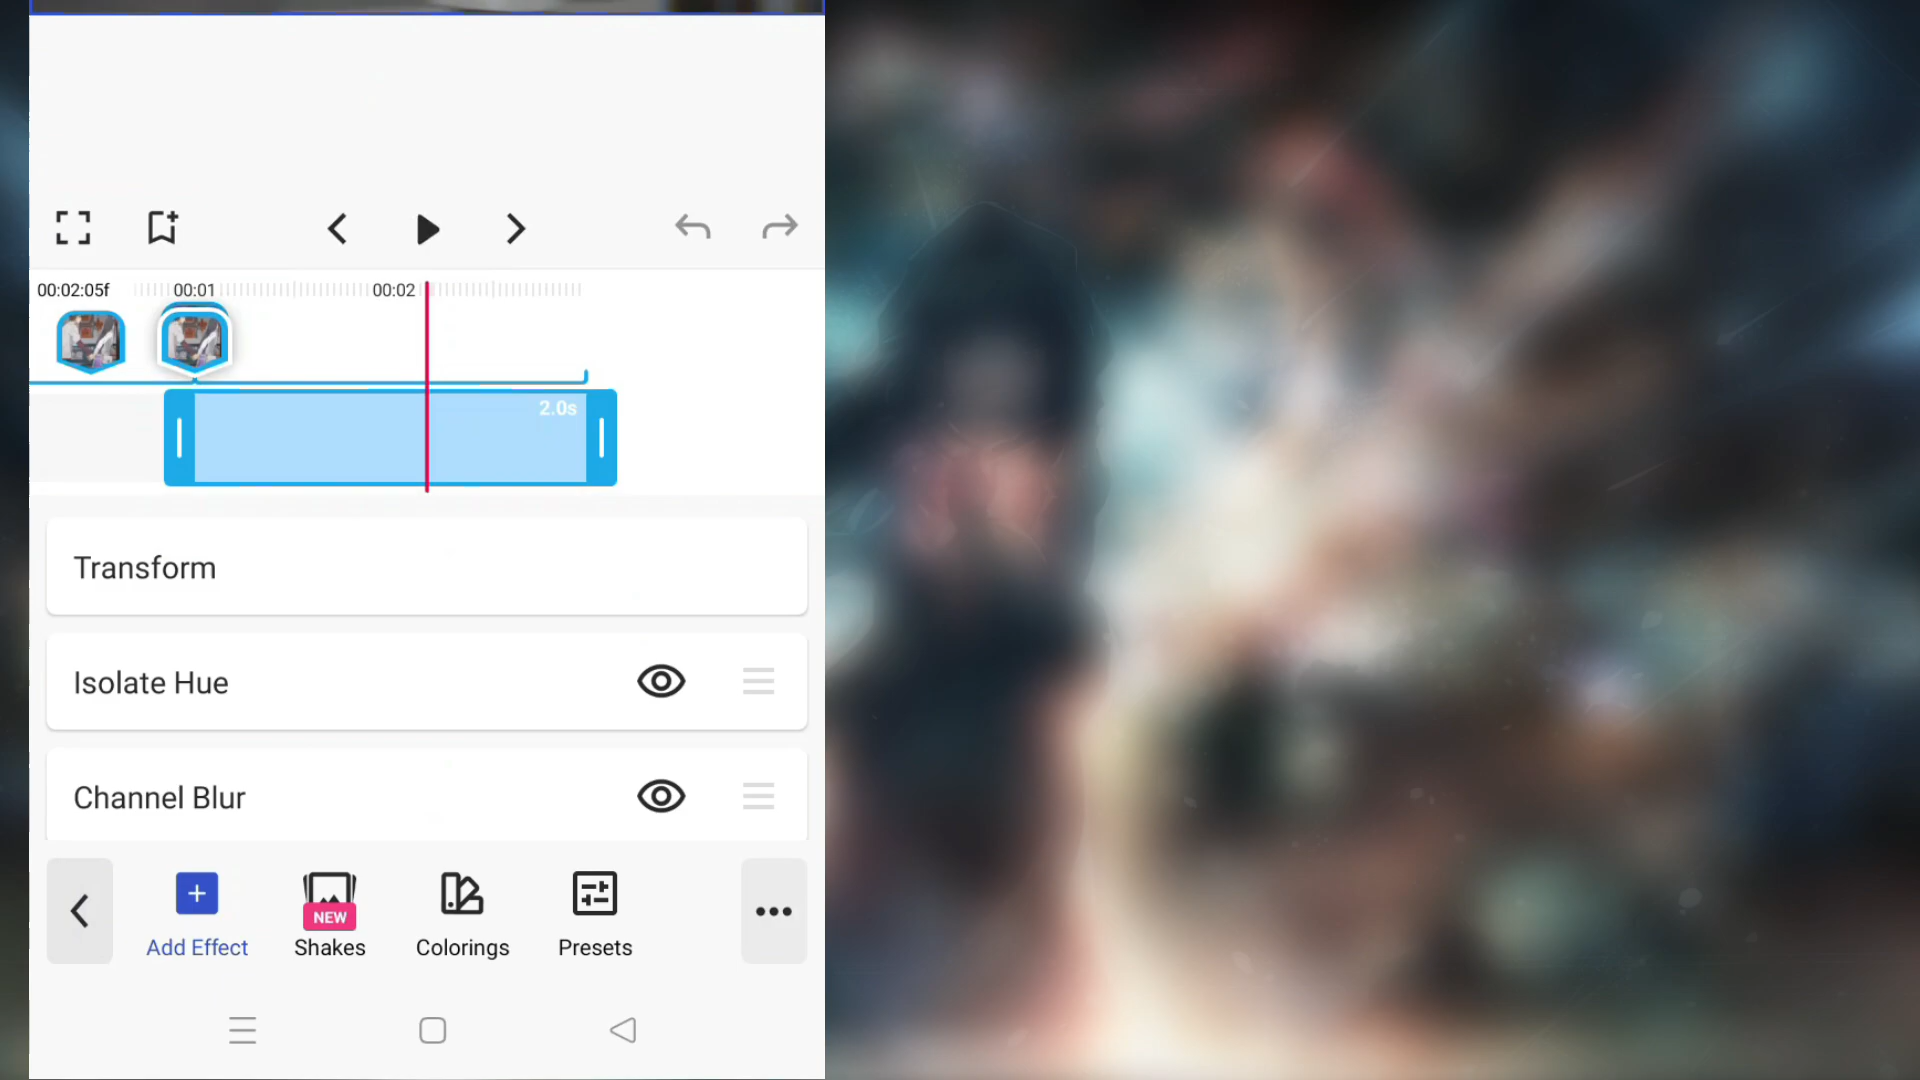 00:02:05f
00:01
00:02
2.0s
Transform
Isolate Hue
Channel Blur
NEW
Add Effect
Shakes
Colorings
Presets